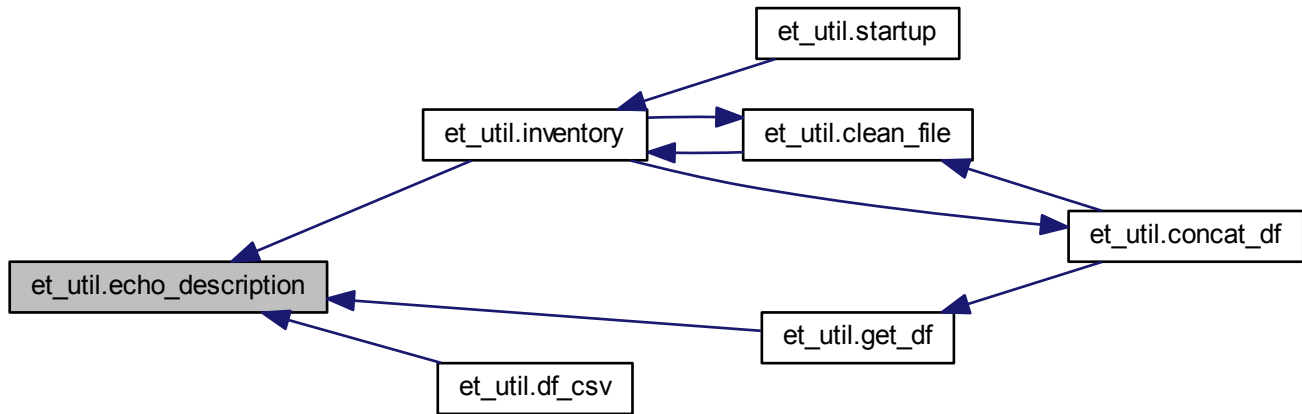 et_util.startup
et_util.inventory
et_util.clean_file
et_util.concat_df
et_util.echo_description
et_util.get_df
et_util.df_csv